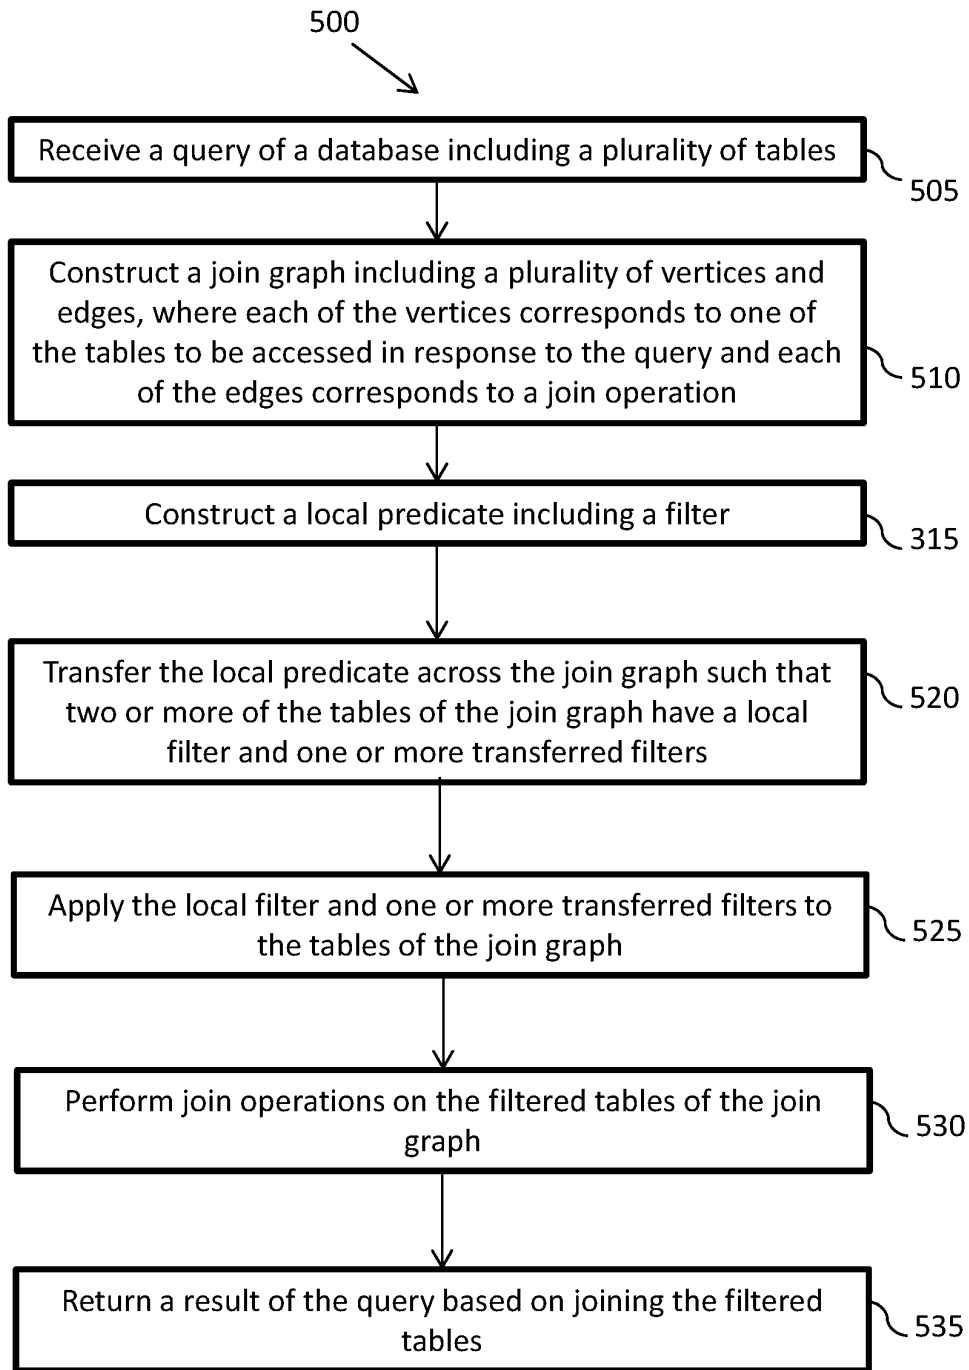 500
Receive a query of a database including a plurality of tables
505
Construct a join graph including a plurality of vertices and
edges, where each of the vertices corresponds to one of
the tables to be accessed in response to the query and each
of the edges corresponds to a join operation
510
Construct a local predicate including a filter
315
Transfer the local predicate across the join graph such that
two or more of the tables of the join graph have a local
filter and one or more transferred filters
520
Apply the local filter and one or more transferred filters to
the tables of the join graph
525
Perform join operations on the filtered tables of the join
graph
530
Return a result of the query based on joining the filtered
tables
535